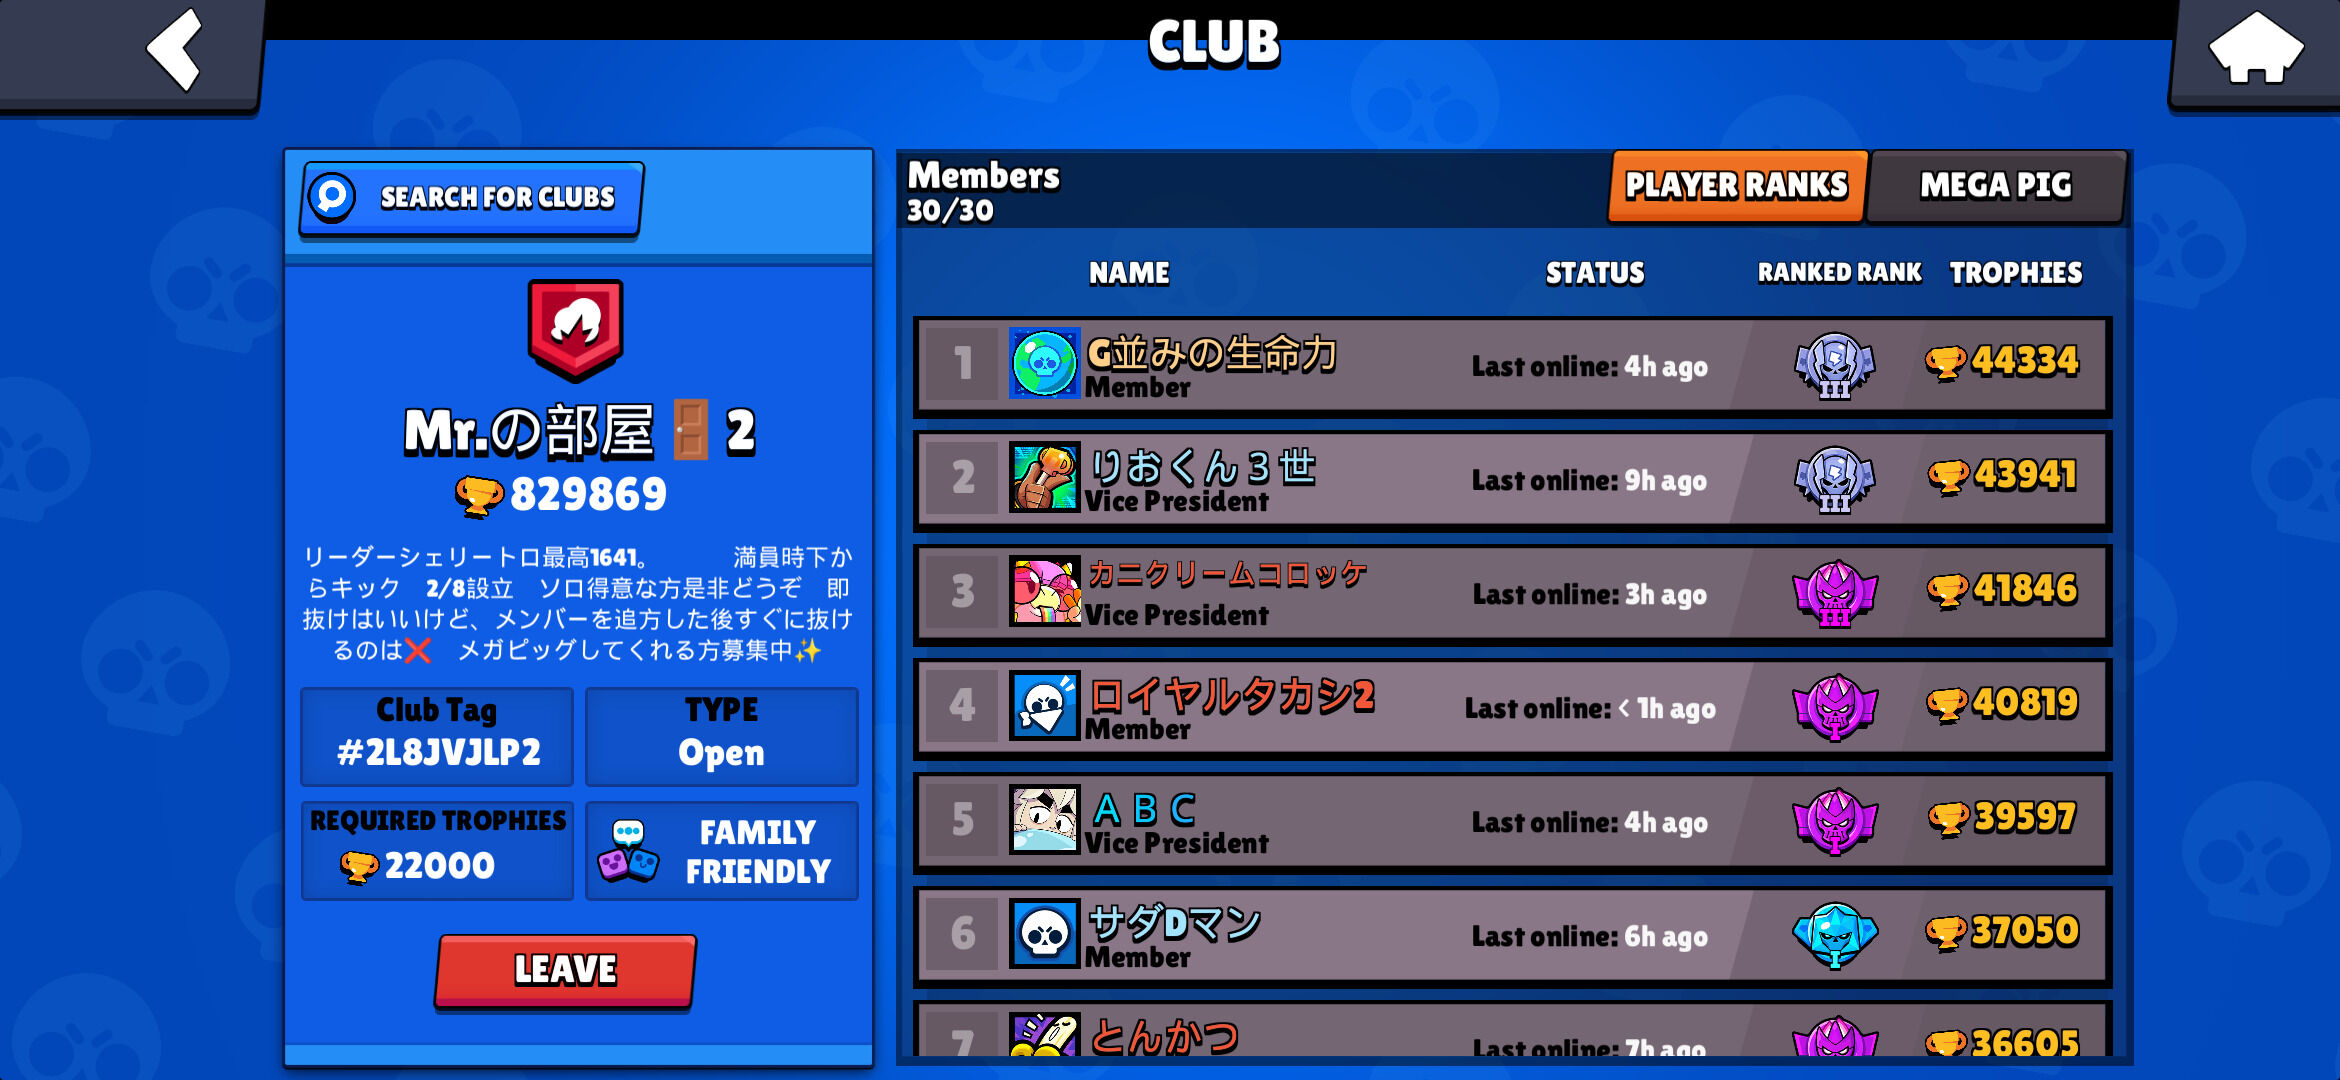 CLUB
SEARCH FOR CLUBS
Mr.の部屋🚪2
829869
リーダーシェリートロ最高1641。　　　　満員時下か
らキック　2/8設立　ソロ得意な方是非どうぞ　即
抜けはいいけど、メンバーを追方した後すぐに抜け
るのは❌　メガピッグしてくれる方募集中✨
Club Tag
#2L8JVJLP2
TYPE
Open
REQUIRED TROPHIES
22000
FAMILY
FRIENDLY
LEAVE
Members
30/30
PLAYER RANKS
MEGA PIG
NAME STATUS RANKED RANK TROPHIES
1 G並みの生命力 Last online: 4h ago III 44334
Member
2 りおくん３世 Last online: 9h ago III 43941
Vice President
3 カニクリームコロッケ Last online: 3h ago III 41846
Vice President
4 ロイヤルタカシ2 Last online: < 1h ago I 40819
Member
5 ＡＢＣ Last online: 4h ago I 39597
Vice President
6 サダDマン Last online: 6h ago I 37050
Member
7 とんかつ Last online: 7h ago 36605